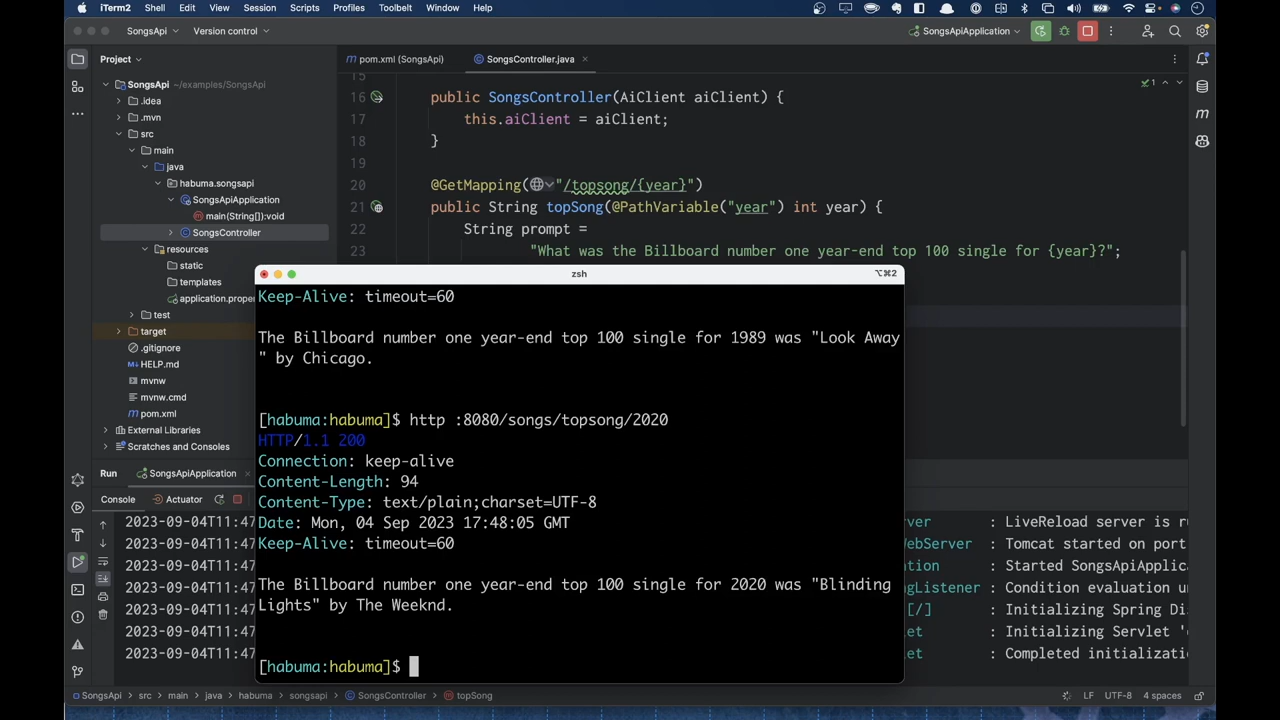 iTerm2 Shell Edit View Session Scripts Profiles Toolbelt Window Help
SongsApi Version control SongsApiApplication
Project pom.xml (SongsApi) SongsController.java
SongsApi ~/examples/SongsApi
.idea
.mvn
src
main
java
habuma.songsapi
SongsApiApplication
main(String[]):void
SongsController
resources
static
templates
application.prope
test
target
.gitignore
HELP.md
mvnw
mvnw.cmd
pom.xml
External Libraries
Scratches and Consoles
15
16 public SongsController(AiClient aiClient) {
17 this.aiClient = aiClient;
18 }
19
20 @GetMapping("/topsong/{year}")
21 public String topSong(@PathVariable("year") int year) {
22 String prompt =
23 "What was the Billboard number one year-end top 100 single for {year}?";
1
zsh ⌥⌘2
Keep-Alive: timeout=60
The Billboard number one year-end top 100 single for 1989 was "Look Away
" by Chicago.
[habuma:habuma]$ http :8080/songs/topsong/2020
HTTP/1.1 200
Connection: keep-alive
Content-Length: 94
Content-Type: text/plain;charset=UTF-8
Date: Mon, 04 Sep 2023 17:48:05 GMT
Keep-Alive: timeout=60
The Billboard number one year-end top 100 single for 2020 was "Blinding
Lights" by The Weeknd.
[habuma:habuma]$
Run SongsApiApplication
Console Actuator
2023-09-04T11:47 rver : LiveReload server is ru
2023-09-04T11:47 WebServer : Tomcat started on port
2023-09-04T11:47 ation : Started SongsApiApplica
2023-09-04T11:47 ngListener : Condition evaluation un
2023-09-04T11:47 [/] : Initializing Spring Dis
2023-09-04T11:47 et : Initializing Servlet 'd
2023-09-04T11:47 et : Completed initializatio
SongsApi src main java habuma songsapi SongsController topSong LF UTF-8 4 spaces